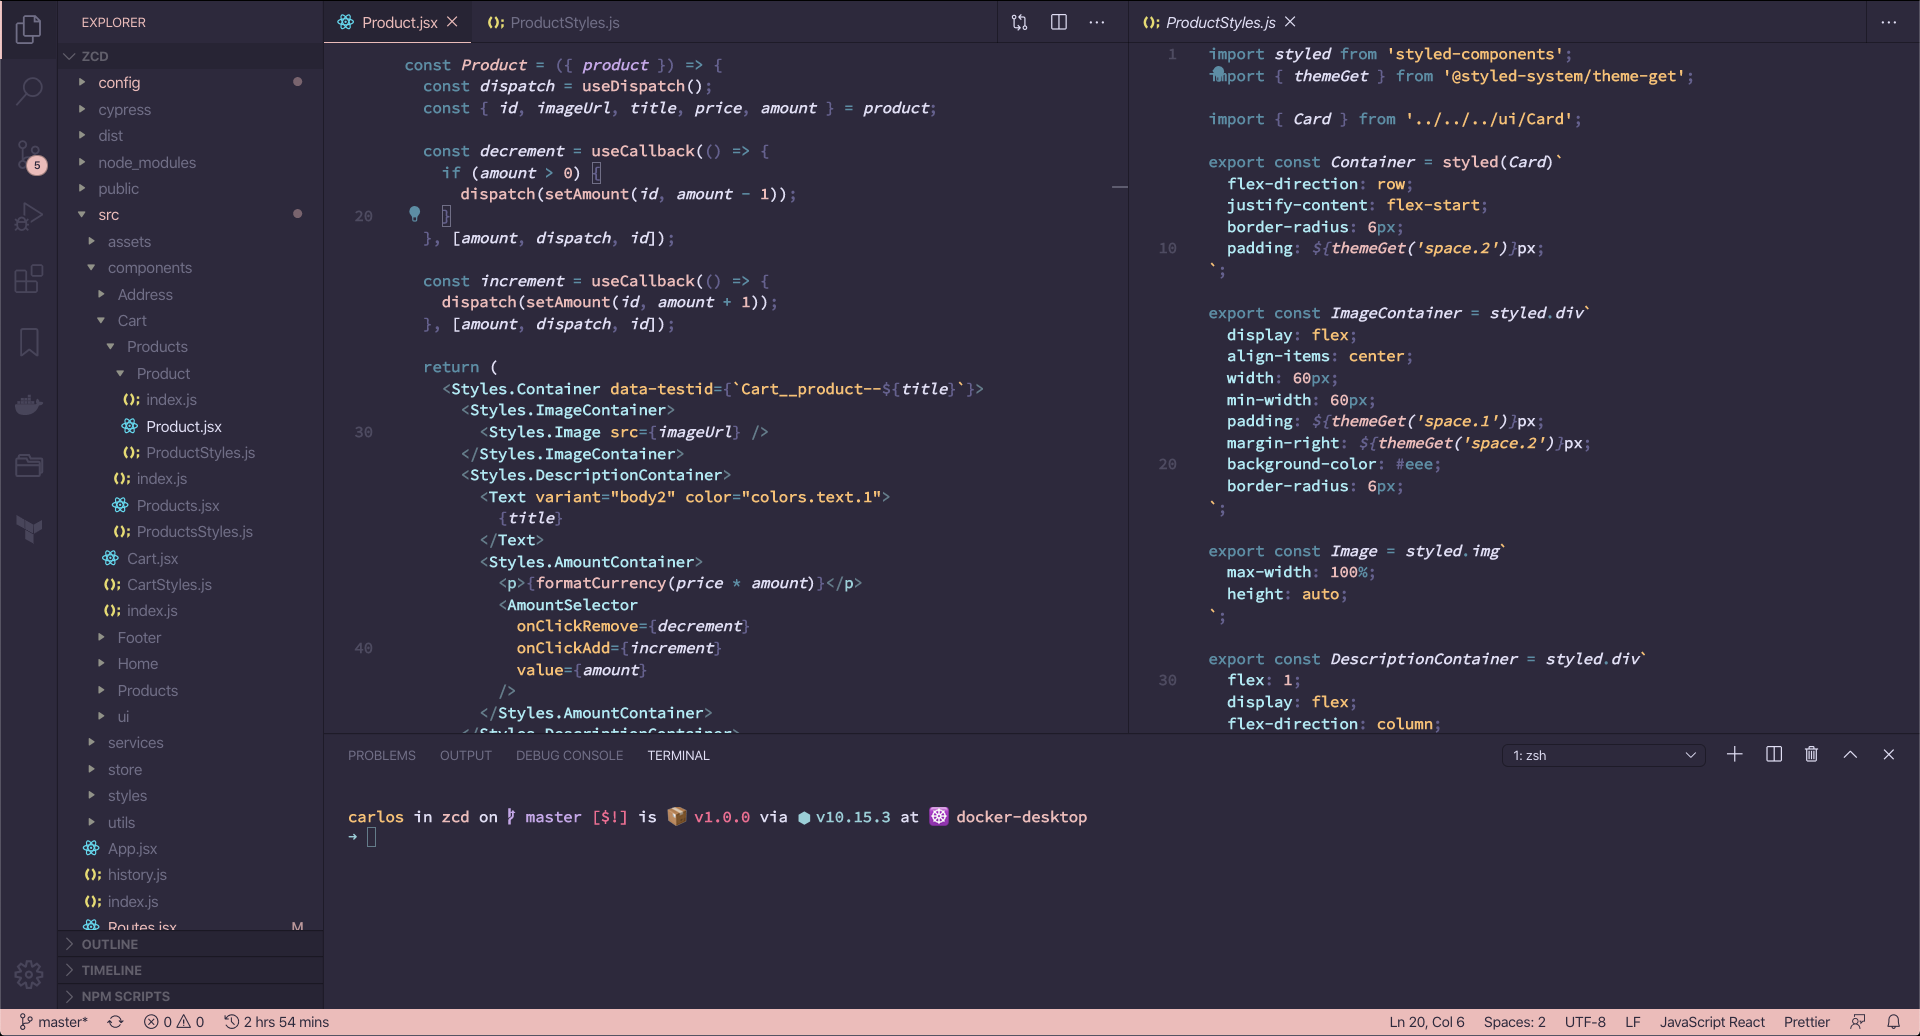 EXPLORER
ZCD
config
cypress
dist
node_modules
public
src
assets
components
Address
Cart
Products
Product
index.js
Product.jsx
ProductStyles.js
index.js
Products.jsx
ProductsStyles.js
Cart.jsx
CartStyles.js
index.js
Footer
Home
Products
ui
services
store
styles
utils
App.jsx
history.js
index.js
Routes.jsx M
OUTLINE
TIMELINE
NPM SCRIPTS
5
Product.jsx ProductStyles.js
const Product = ({ product }) => {
const dispatch = useDispatch();
const { id, imageUrl, title, price, amount } = product;
const decrement = useCallback(() => {
if (amount > 0) {
dispatch(setAmount(id, amount - 1));
20 }
}, [amount, dispatch, id]);
const increment = useCallback(() => {
dispatch(setAmount(id, amount + 1));
}, [amount, dispatch, id]);
return (
<Styles.Container data-testid={`Cart__product--${title}`}>
<Styles.ImageContainer>
30 <Styles.Image src={imageUrl} />
</Styles.ImageContainer>
<Styles.DescriptionContainer>
<Text variant="body2" color="colors.text.1">
{title}
</Text>
<Styles.AmountContainer>
<p>{formatCurrency(price * amount)}</p>
<AmountSelector
onClickRemove={decrement}
40 onClickAdd={increment}
value={amount}
/>
</Styles.AmountContainer>
</Styles.DescriptionContainer>
ProductStyles.js
1 import styled from 'styled-components';
import { themeGet } from '@styled-system/theme-get';
import { Card } from '../../../ui/Card';
export const Container = styled(Card)`
flex-direction: row;
justify-content: flex-start;
border-radius: 6px;
10 padding: ${themeGet('space.2')}px;
`;
export const ImageContainer = styled.div`
display: flex;
align-items: center;
width: 60px;
min-width: 60px;
padding: ${themeGet('space.1')}px;
margin-right: ${themeGet('space.2')}px;
20 background-color: #eee;
border-radius: 6px;
`;
export const Image = styled.img`
max-width: 100%;
height: auto;
`;
export const DescriptionContainer = styled.div`
30 flex: 1;
display: flex;
flex-direction: column;
PROBLEMS OUTPUT DEBUG CONSOLE TERMINAL 1: zsh
carlos in zcd on master [$!] is 📦 v1.0.0 via ⬢ v10.15.3 at ☸ docker-desktop
→
master* 0 0 2 hrs 54 mins Ln 20, Col 6 Spaces: 2 UTF-8 LF JavaScript React Prettier